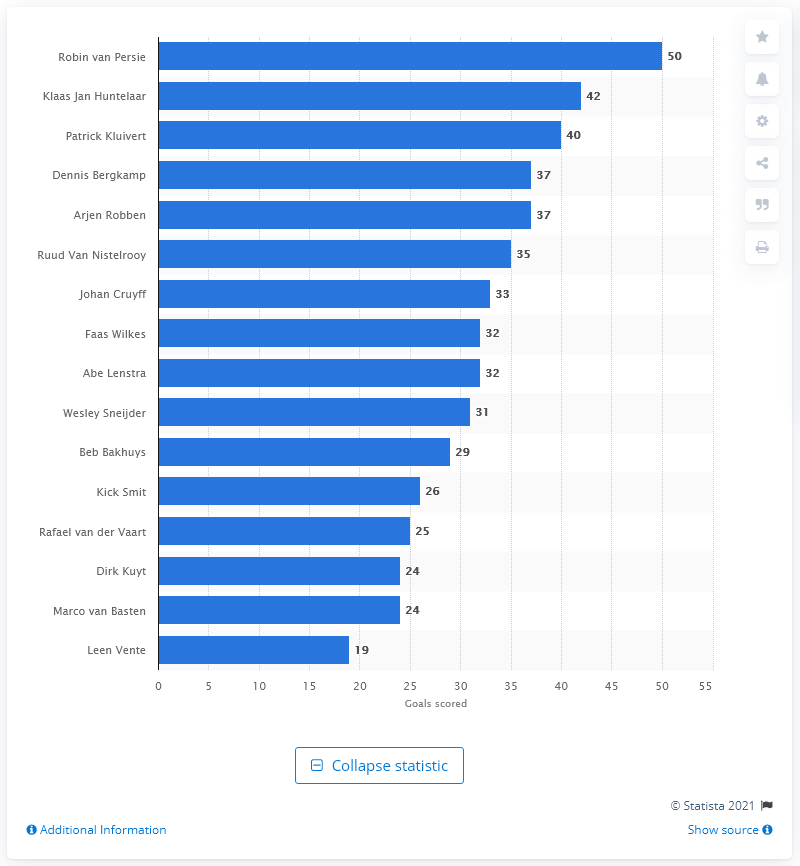 Robin van Persie 50
Klaas Jan Huntelaar 42
Patrick Kluivert 40
Dennis Bergkamp 37
Arjen Robben 37
Ruud Van Nistelrooy 35
Johan Cruyff 33
Faas Wilkes 32
Abe Lenstra 32
Wesley Sneijder 31
Beb Bakhuys 29
Kick Smit 26
Rafael van der Vaart 25
Dirk Kuyt 24
Marco van Basten 24
Leen Vente 19
0 5 10 15 20 25 30 35 40 45 50 55
Goals scored
Collapse statistic
© Statista 2021
Additional Information Show source